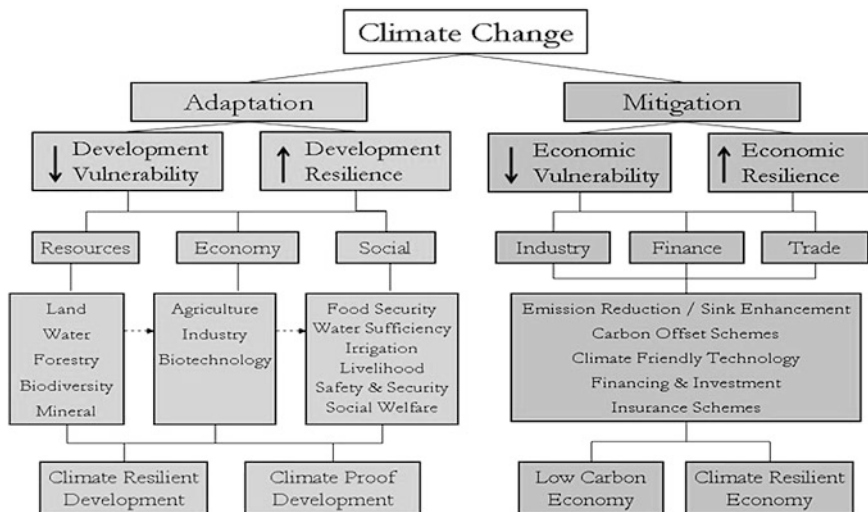 Climate Change
Adaptation
Mitigation
Development
Vulnerability
Development
Resilience
Economic
Vulnerability
Economic
Resilience
Resources
Economy
Social
Industry
Finance
Trade
Land
Water
Forestry
Biodiversity
Mineral
Agriculture
Industry
Biotechnology
Food Security
Water Sufficiency
Irrigation
Livelihood
Safety & Security
Social Welfare
Emission Reduction / Sink Enhancement
Carbon Offset Schemes
Climate Friendly Technology
Financing & Investment
Insurance Schemes
Climate Resilient
Development
Climate Proof
Development
Low Carbon
Economy
Climate Resilient
Economy